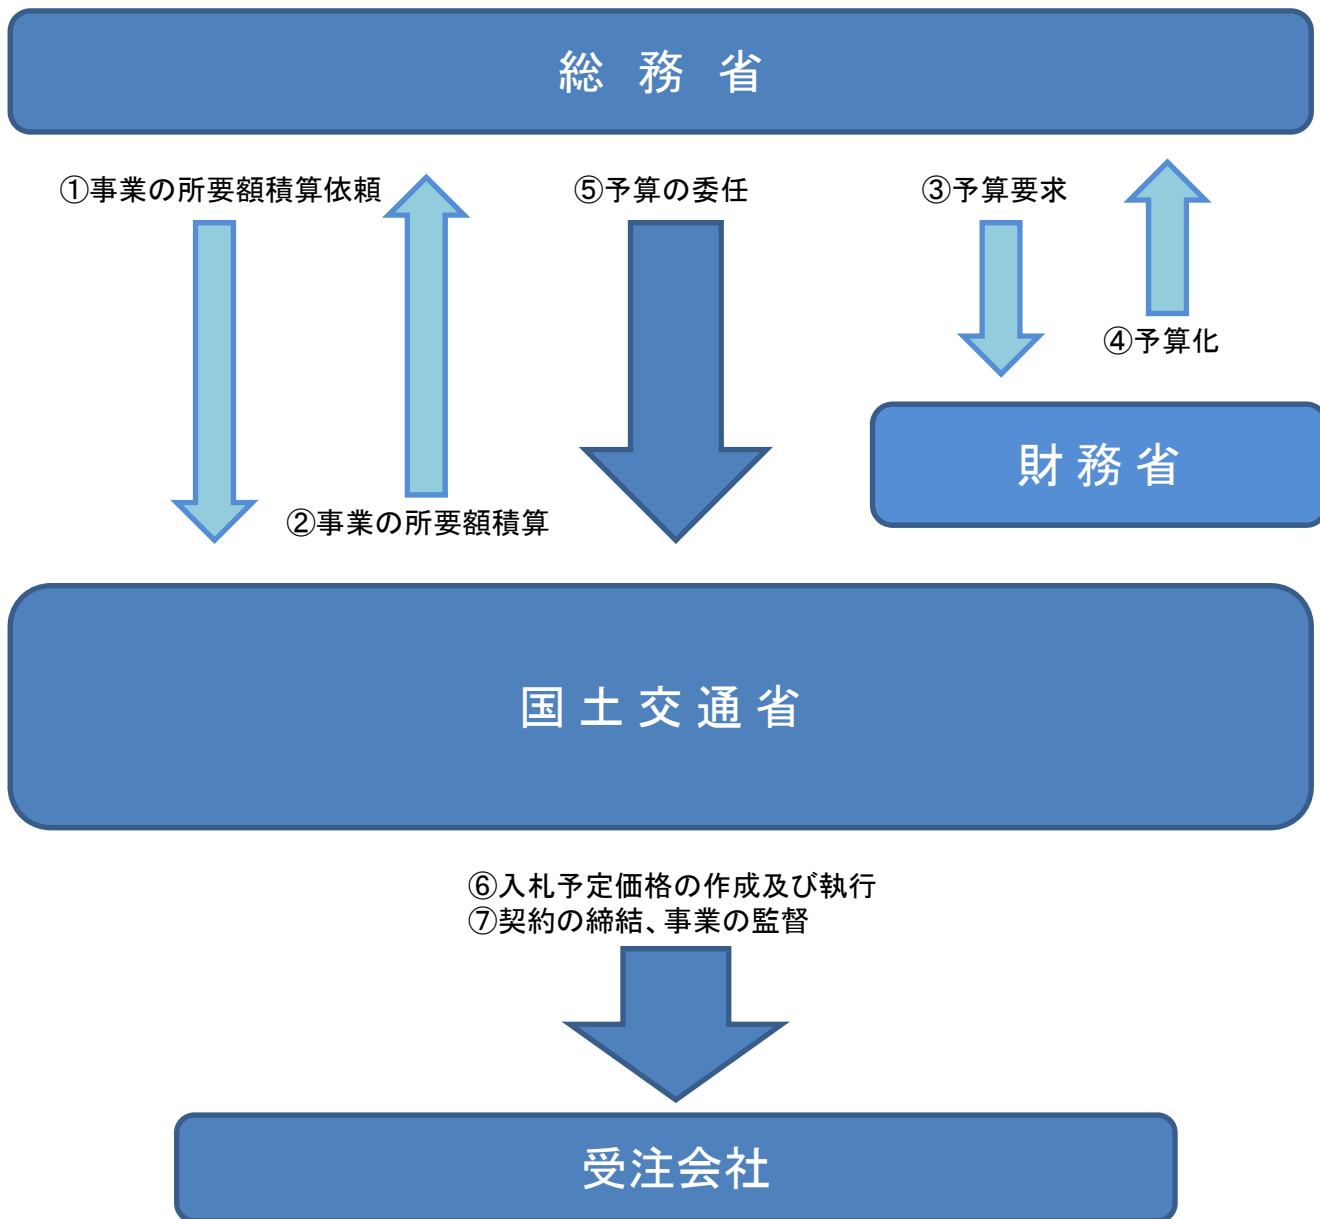 総務省
①事業の所要額積算依頼
⑤予算の委任
③予算要求
④予算化
財務省
②事業の所要額積算
国土交通省
⑥入札予定価格の作成及び執行
⑦契約の締結、事業の監督
受注会社